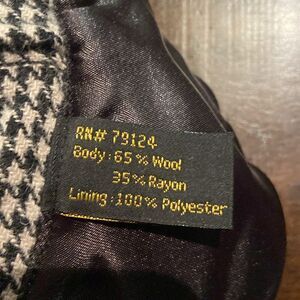 RN# 79124
Body: 65% Wool
35% Rayon
Lining: 100% Polyester